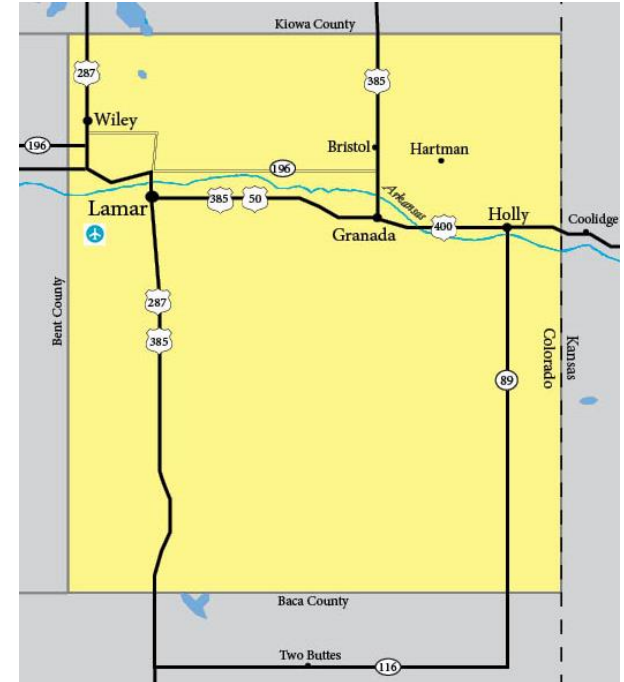 Kiowa County
287
385
Wiley
196
Bristol
Hartman
196
Arkansas
Lamar
385
50
Granada
400
Holly
Coolidge
Bent County
287
385
Colorado
Kansas
89
Baca County
Two Buttes
116